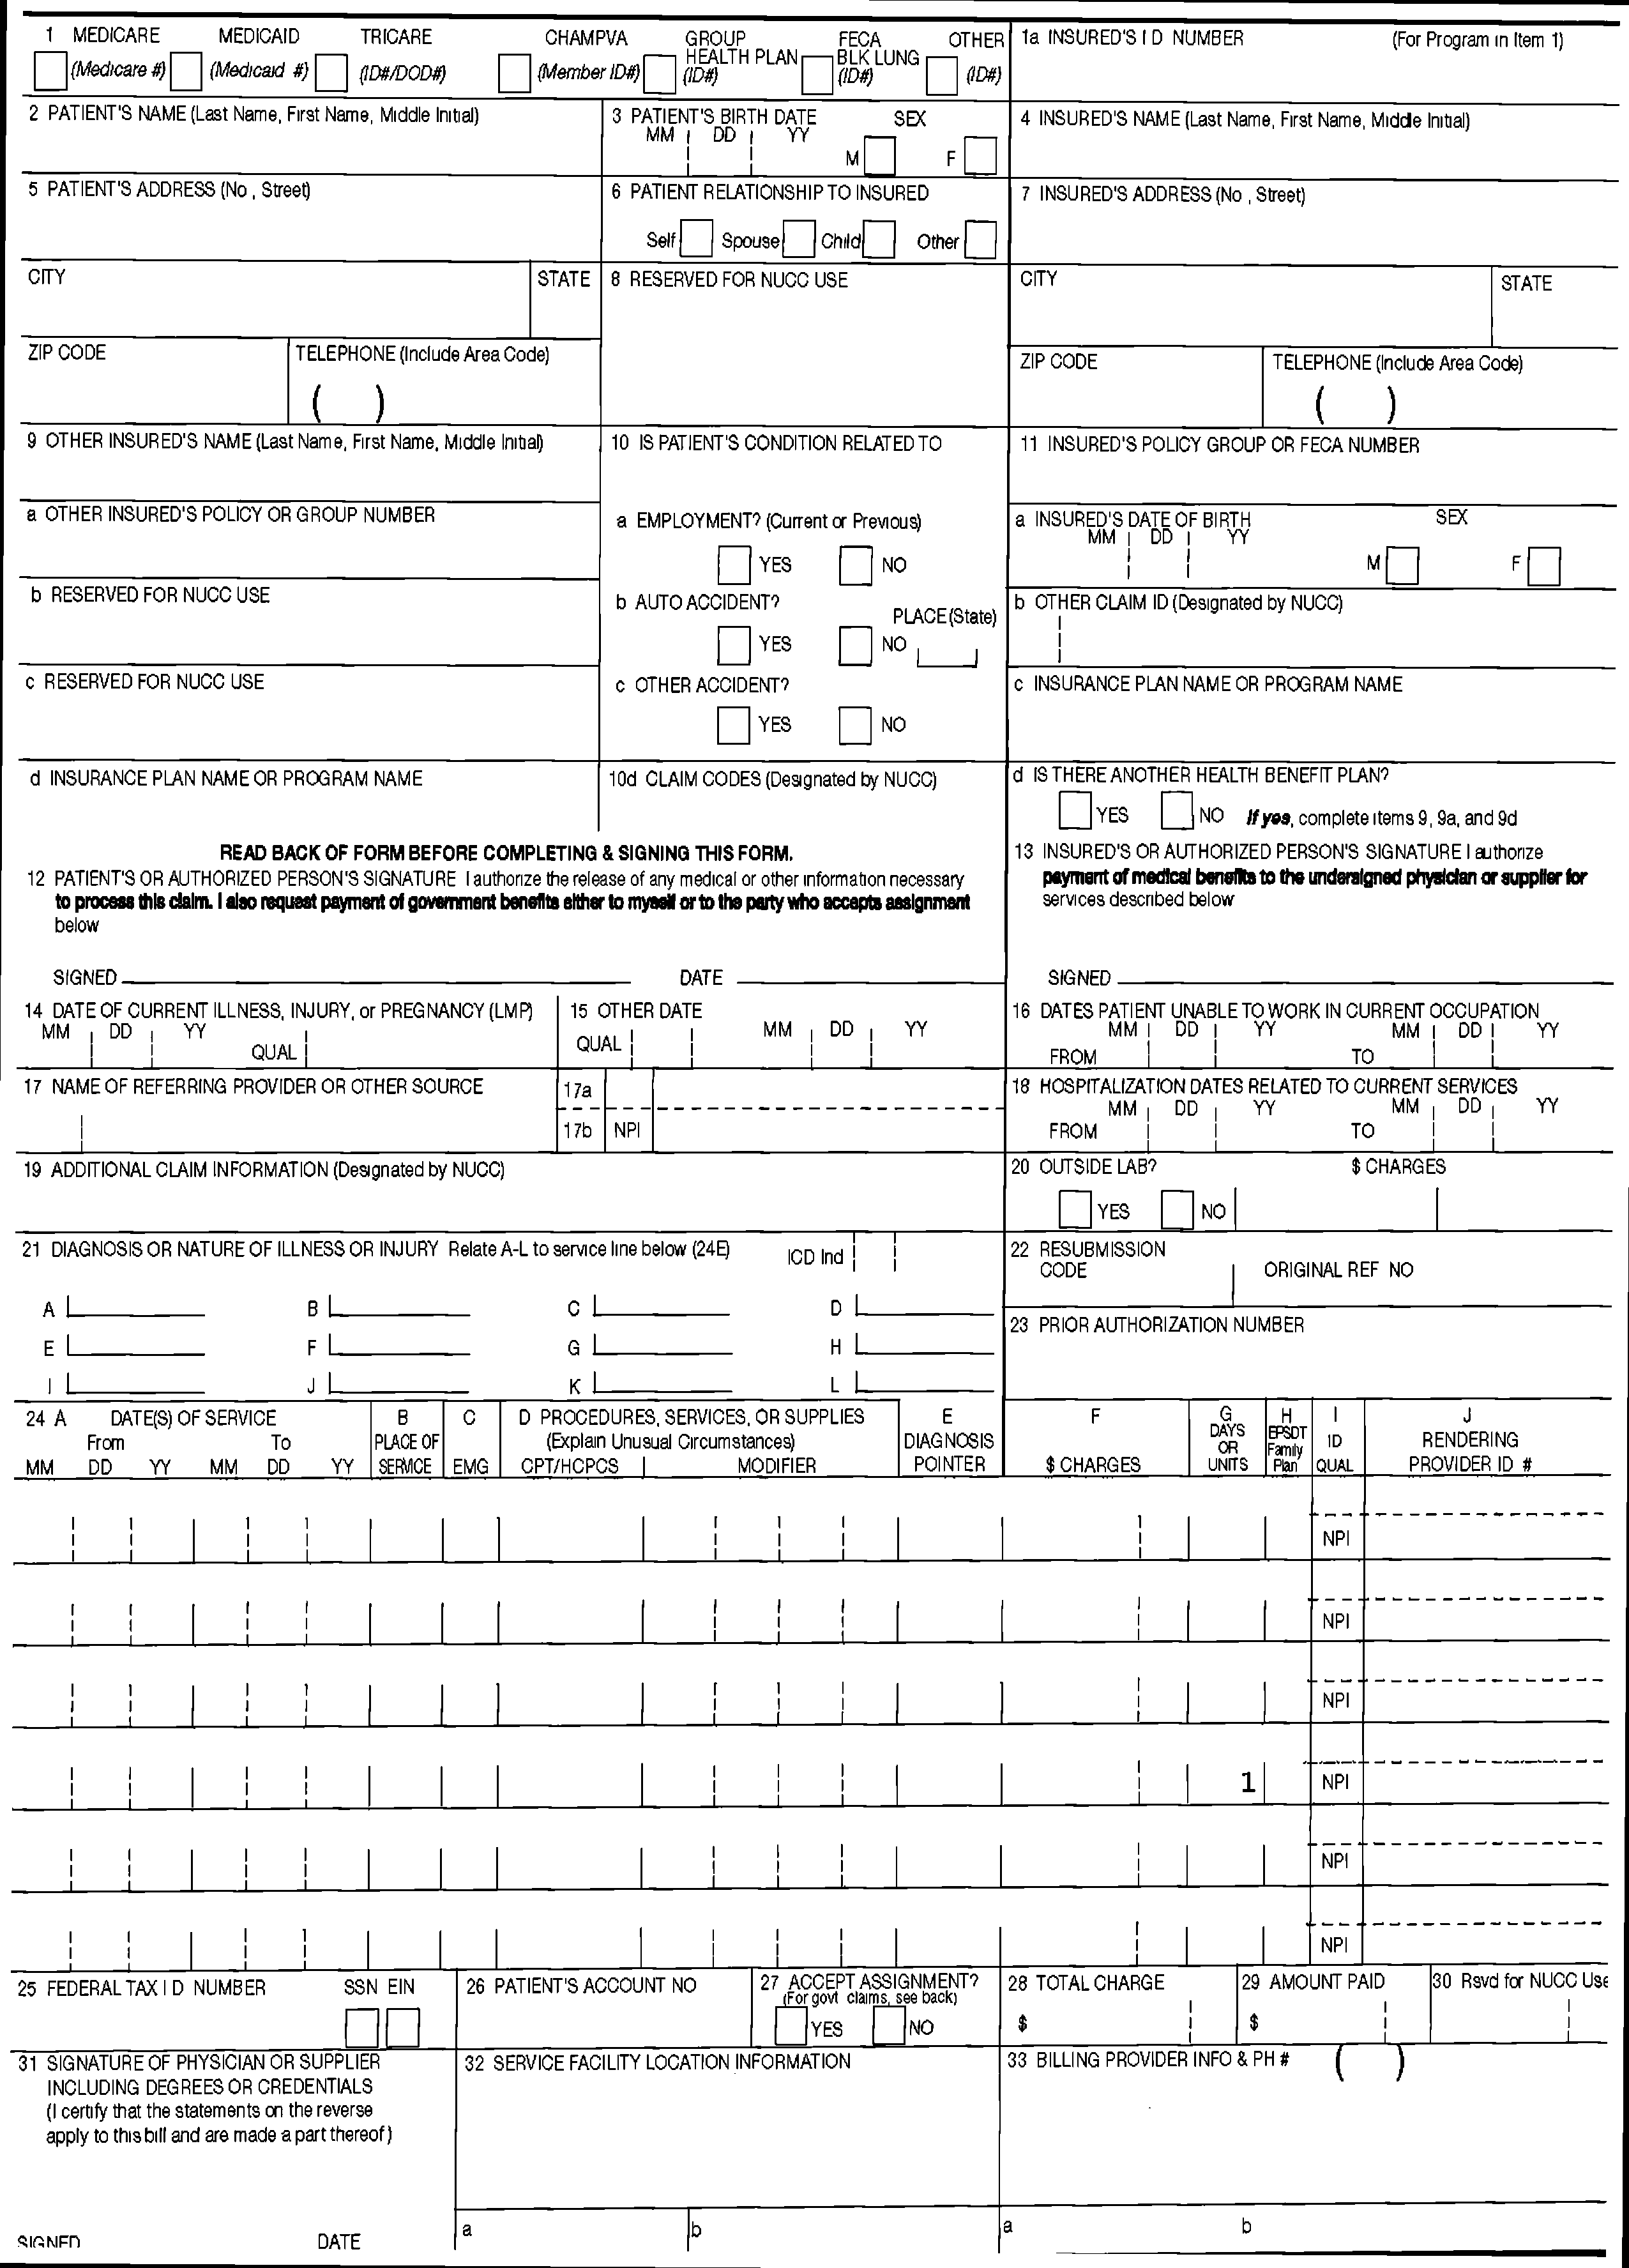 1 MEDICARE MEDICAID TRICARE CHAMPVA GROUP HEALTH PLAN FECA BLK LUNG OTHER
(Medicare #) (Medicaid #) (ID#/DOD#) (Member ID#) (ID#) (ID#) (ID#)
1a INSURED'S I D NUMBER (For Program in Item 1)
2 PATIENT'S NAME (Last Name, First Name, Middle Initial)
3 PATIENT'S BIRTH DATE SEX
MM DD YY M F
4 INSURED'S NAME (Last Name, First Name, Middle Initial)
5 PATIENT'S ADDRESS (No , Street)
6 PATIENT RELATIONSHIP TO INSURED
Self Spouse Child Other
7 INSURED'S ADDRESS (No , Street)
CITY STATE
8 RESERVED FOR NUCC USE
CITY STATE
ZIP CODE TELEPHONE (Include Area Code)
( )
ZIP CODE TELEPHONE (Include Area Code)
( )
9 OTHER INSURED'S NAME (Last Name, First Name, Middle Initial)
10 IS PATIENT'S CONDITION RELATED TO
11 INSURED'S POLICY GROUP OR FECA NUMBER
a OTHER INSURED'S POLICY OR GROUP NUMBER
a EMPLOYMENT? (Current or Previous)
YES NO
a INSURED'S DATE OF BIRTH SEX
MM DD YY M F
b RESERVED FOR NUCC USE
b AUTO ACCIDENT? PLACE (State)
YES NO
b OTHER CLAIM ID (Designated by NUCC)
c RESERVED FOR NUCC USE
c OTHER ACCIDENT?
YES NO
c INSURANCE PLAN NAME OR PROGRAM NAME
d INSURANCE PLAN NAME OR PROGRAM NAME
10d CLAIM CODES (Designated by NUCC)
d IS THERE ANOTHER HEALTH BENEFIT PLAN?
YES NO If yes, complete items 9, 9a, and 9d
READ BACK OF FORM BEFORE COMPLETING & SIGNING THIS FORM.
12 PATIENT'S OR AUTHORIZED PERSON'S SIGNATURE I authorize the release of any medical or other information necessary
to process this claim. I also request payment of government benefits either to myself or to the party who accepts assignment
below
SIGNED DATE
13 INSURED'S OR AUTHORIZED PERSON'S SIGNATURE I authorize
payment of medical benefits to the undersigned physician or supplier for
services described below
SIGNED
14 DATE OF CURRENT ILLNESS, INJURY, or PREGNANCY (LMP)
MM DD YY QUAL
15 OTHER DATE
QUAL MM DD YY
16 DATES PATIENT UNABLE TO WORK IN CURRENT OCCUPATION
MM DD YY MM DD YY
FROM TO
17 NAME OF REFERRING PROVIDER OR OTHER SOURCE
17a
17b NPI
18 HOSPITALIZATION DATES RELATED TO CURRENT SERVICES
MM DD YY MM DD YY
FROM TO
19 ADDITIONAL CLAIM INFORMATION (Designated by NUCC)
20 OUTSIDE LAB? $ CHARGES
YES NO
21 DIAGNOSIS OR NATURE OF ILLNESS OR INJURY Relate A-L to service line below (24E) ICD Ind
A B C D
E F G H
I J K L
22 RESUBMISSION
CODE ORIGINAL REF NO
23 PRIOR AUTHORIZATION NUMBER
24 A DATE(S) OF SERVICE B C D PROCEDURES, SERVICES, OR SUPPLIES E F G H I J
From To PLACE OF (Explain Unusual Circumstances) DIAGNOSIS DAYS OR EPSDT Family ID RENDERING
MM DD YY MM DD YY SERVICE EMG CPT/HCPCS MODIFIER POINTER $ CHARGES UNITS Plan QUAL PROVIDER ID #
NPI
NPI
NPI
1 NPI
NPI
NPI
25 FEDERAL TAX I D NUMBER SSN EIN
26 PATIENT'S ACCOUNT NO
27 ACCEPT ASSIGNMENT?
(For govt claims, see back)
YES NO
28 TOTAL CHARGE
$
29 AMOUNT PAID
$
30 Rsvd for NUCC Use
31 SIGNATURE OF PHYSICIAN OR SUPPLIER
INCLUDING DEGREES OR CREDENTIALS
(I certify that the statements on the reverse
apply to this bill and are made a part thereof)
SIGNED DATE
32 SERVICE FACILITY LOCATION INFORMATION
a b
33 BILLING PROVIDER INFO & PH # ( )
a b